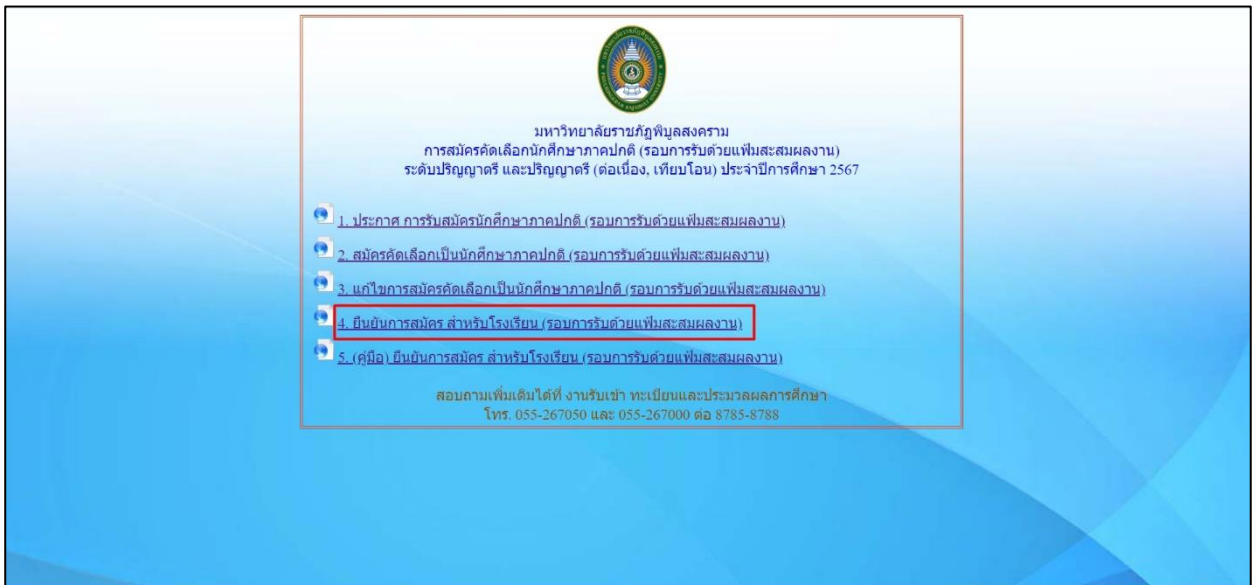 มหาวิทยาลัยราชภัฏพิบูลสงคราม
การสมัครคัดเลือกนักศึกษาภาคปกติ (รอบการรับด้วยแฟ้มสะสมผลงาน)
ระดับปริญญาตรี และปริญญาตรี (ต่อเนื่อง, เทียบโอน) ประจำปีการศึกษา 2567
1. ประกาศ การรับสมัครนักศึกษาภาคปกติ (รอบการรับด้วยแฟ้มสะสมผลงาน)
2. สมัครคัดเลือกเป็นนักศึกษาภาคปกติ (รอบการรับด้วยแฟ้มสะสมผลงาน)
3. แก้ไขการสมัครคัดเลือกเป็นนักศึกษาภาคปกติ (รอบการรับด้วยแฟ้มสะสมผลงาน)
4. ยืนยันการสมัคร สำหรับโรงเรียน (รอบการรับด้วยแฟ้มสะสมผลงาน)
5. (คู่มือ) ยืนยันการสมัคร สำหรับโรงเรียน (รอบการรับด้วยแฟ้มสะสมผลงาน)
สอบถามเพิ่มเติมได้ที่ งานรับเข้า ทะเบียนและประมวลผลการศึกษา
โทร. 055-267050 และ 055-267000 ต่อ 8785-8788